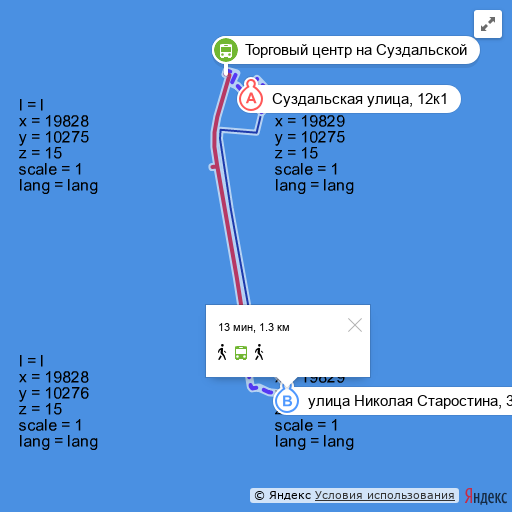 Торговый центр на Суздальской
А Суздальская улица, 12к1
l = l
x = 19828
y = 10275
z = 15
scale = 1
lang = lang
x = 19829
y = 10275
z = 15
scale = 1
lang = lang
13 мин, 1.3 км
l = l
x = 19828
y = 10276
z = 15
scale = 1
lang = lang
x = 19829
В улица Николая Старостина,
scale = 1
lang = lang
© Яндекс Условия использования
Яндекс